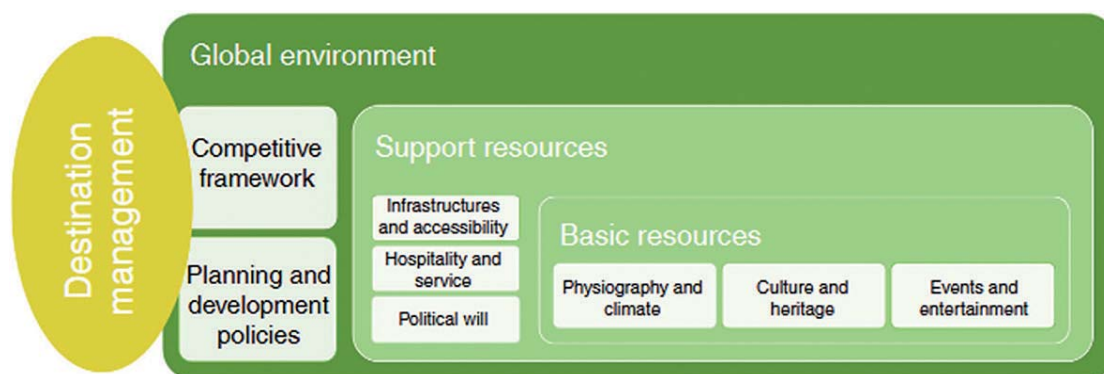 Destination
management
Global environment
Competitive
framework
Planning and
development
policies
Support resources
Infrastructures
and accessibility
Hospitality and
service
Political will
Basic resources
Physiography and
climate
Culture and
heritage
Events and
entertainment